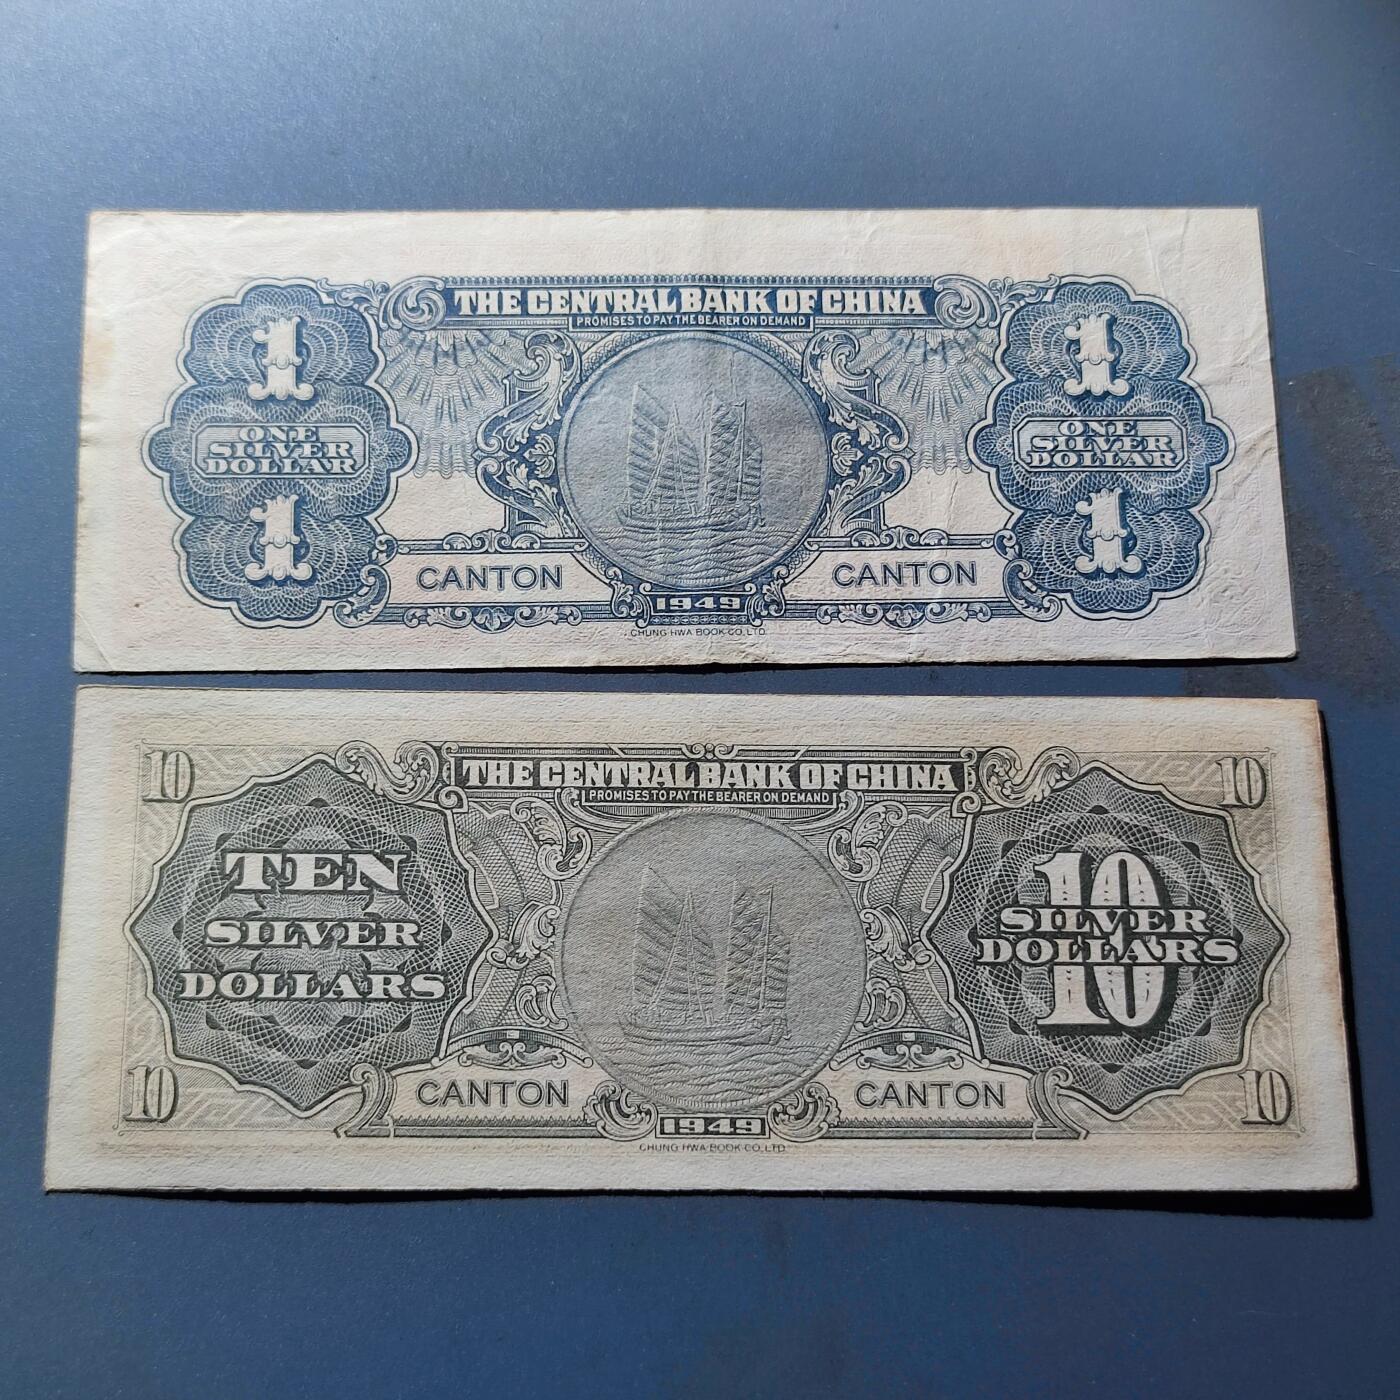 THE CENTRAL BANK OF CHINA
PROMISES TO PAY THE BEARER ON DEMAND
1
1
ONE
SILVER
DOLLAR
ONE
SILVER
DOLLAR
1
1
CANTON
CANTON
1949
CHUNG HWA BOOK CO., LTD.
THE CENTRAL BANK OF CHINA
PROMISES TO PAY THE BEARER ON DEMAND
10
10
TEN
SILVER
DOLLARS
10
SILVER
DOLLARS
10
10
10
CANTON
CANTON
1949
CHUNG HWA BOOK CO., LTD.